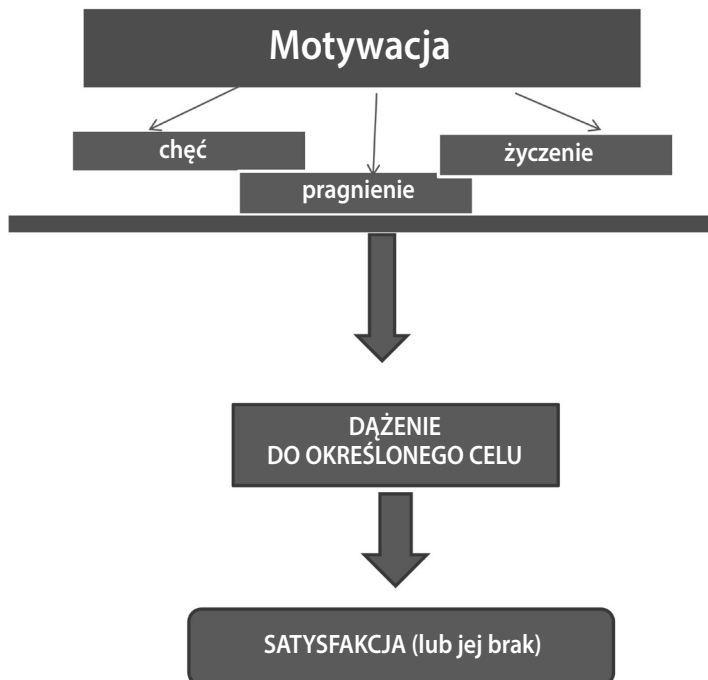 Motywacja
chęć
życzenie
pragnienie
DĄŻENIE
DO OKREŚLONEGO CELU
SATYSFAKCJA (lub jej brak)